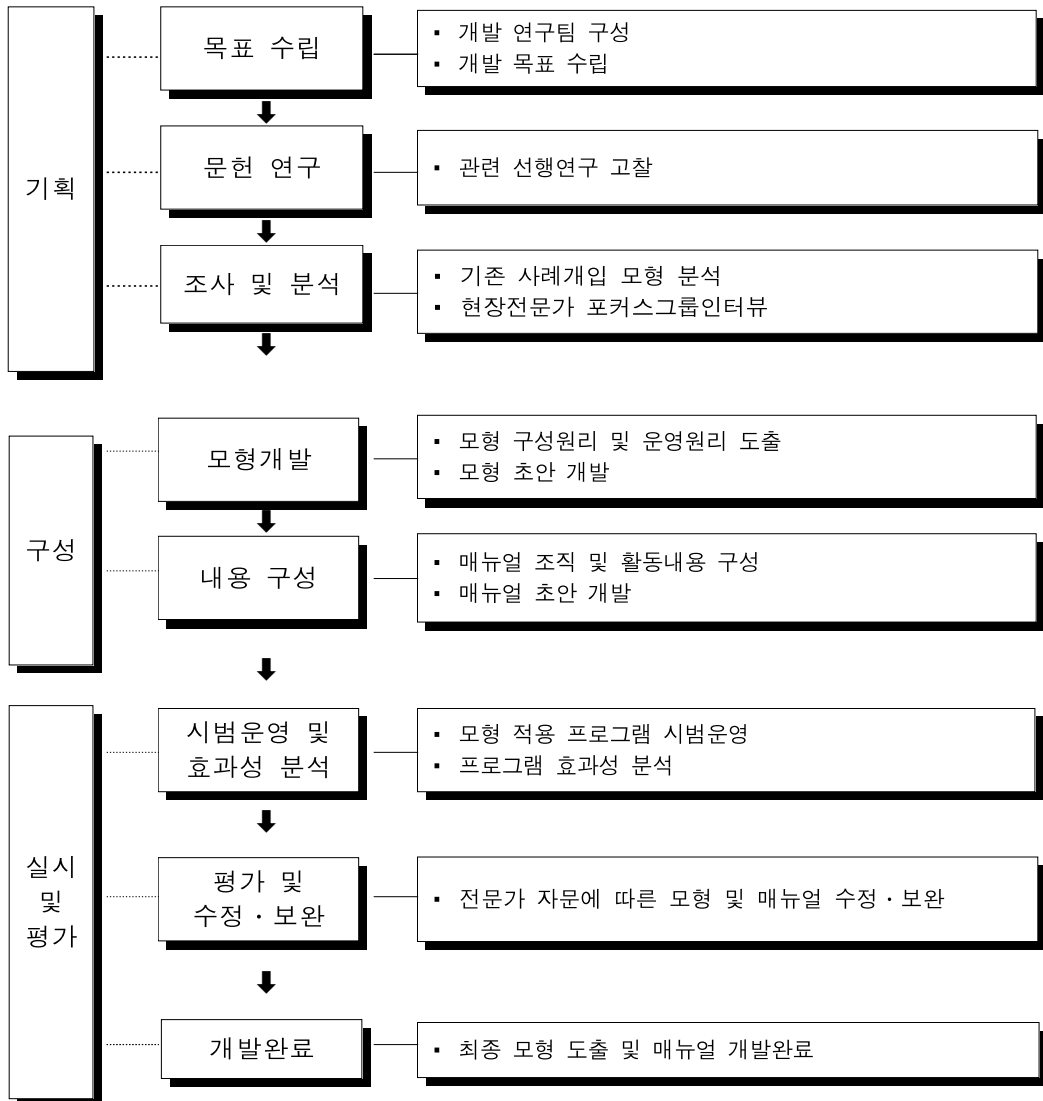 기획
목표 수립
▪ 개발 연구팀 구성
▪ 개발 목표 수립
문헌 연구
▪ 관련 선행연구 고찰
조사 및 분석
▪ 기존 사례개입 모형 분석
▪ 현장전문가 포커스그룹인터뷰
구성
모형개발
▪ 모형 구성원리 및 운영원리 도출
▪ 모형 초안 개발
내용 구성
▪ 매뉴얼 조직 및 활동내용 구성
▪ 매뉴얼 초안 개발
실시
및
평가
시범운영 및
효과성 분석
▪ 모형 적용 프로그램 시범운영
▪ 프로그램 효과성 분석
평가 및
수정・보완
▪ 전문가 자문에 따른 모형 및 매뉴얼 수정・보완
개발완료
▪ 최종 모형 도출 및 매뉴얼 개발완료